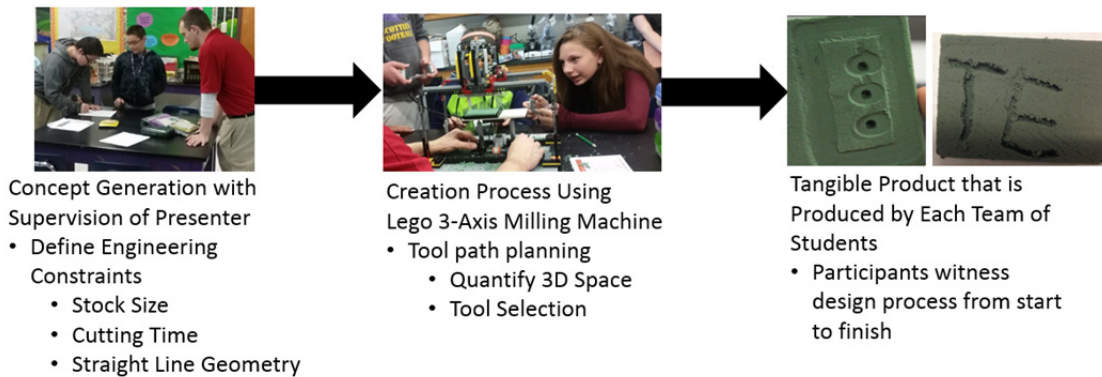 Concept Generation with
Supervision of Presenter
• Define Engineering
Constraints
• Stock Size
• Cutting Time
• Straight Line Geometry
SCOTTIE
FOOTBALL
Creation Process Using
Lego 3-Axis Milling Machine
• Tool path planning
• Quantify 3D Space
• Tool Selection
TE
Tangible Product that is
Produced by Each Team of
Students
• Participants witness
design process from start
to finish